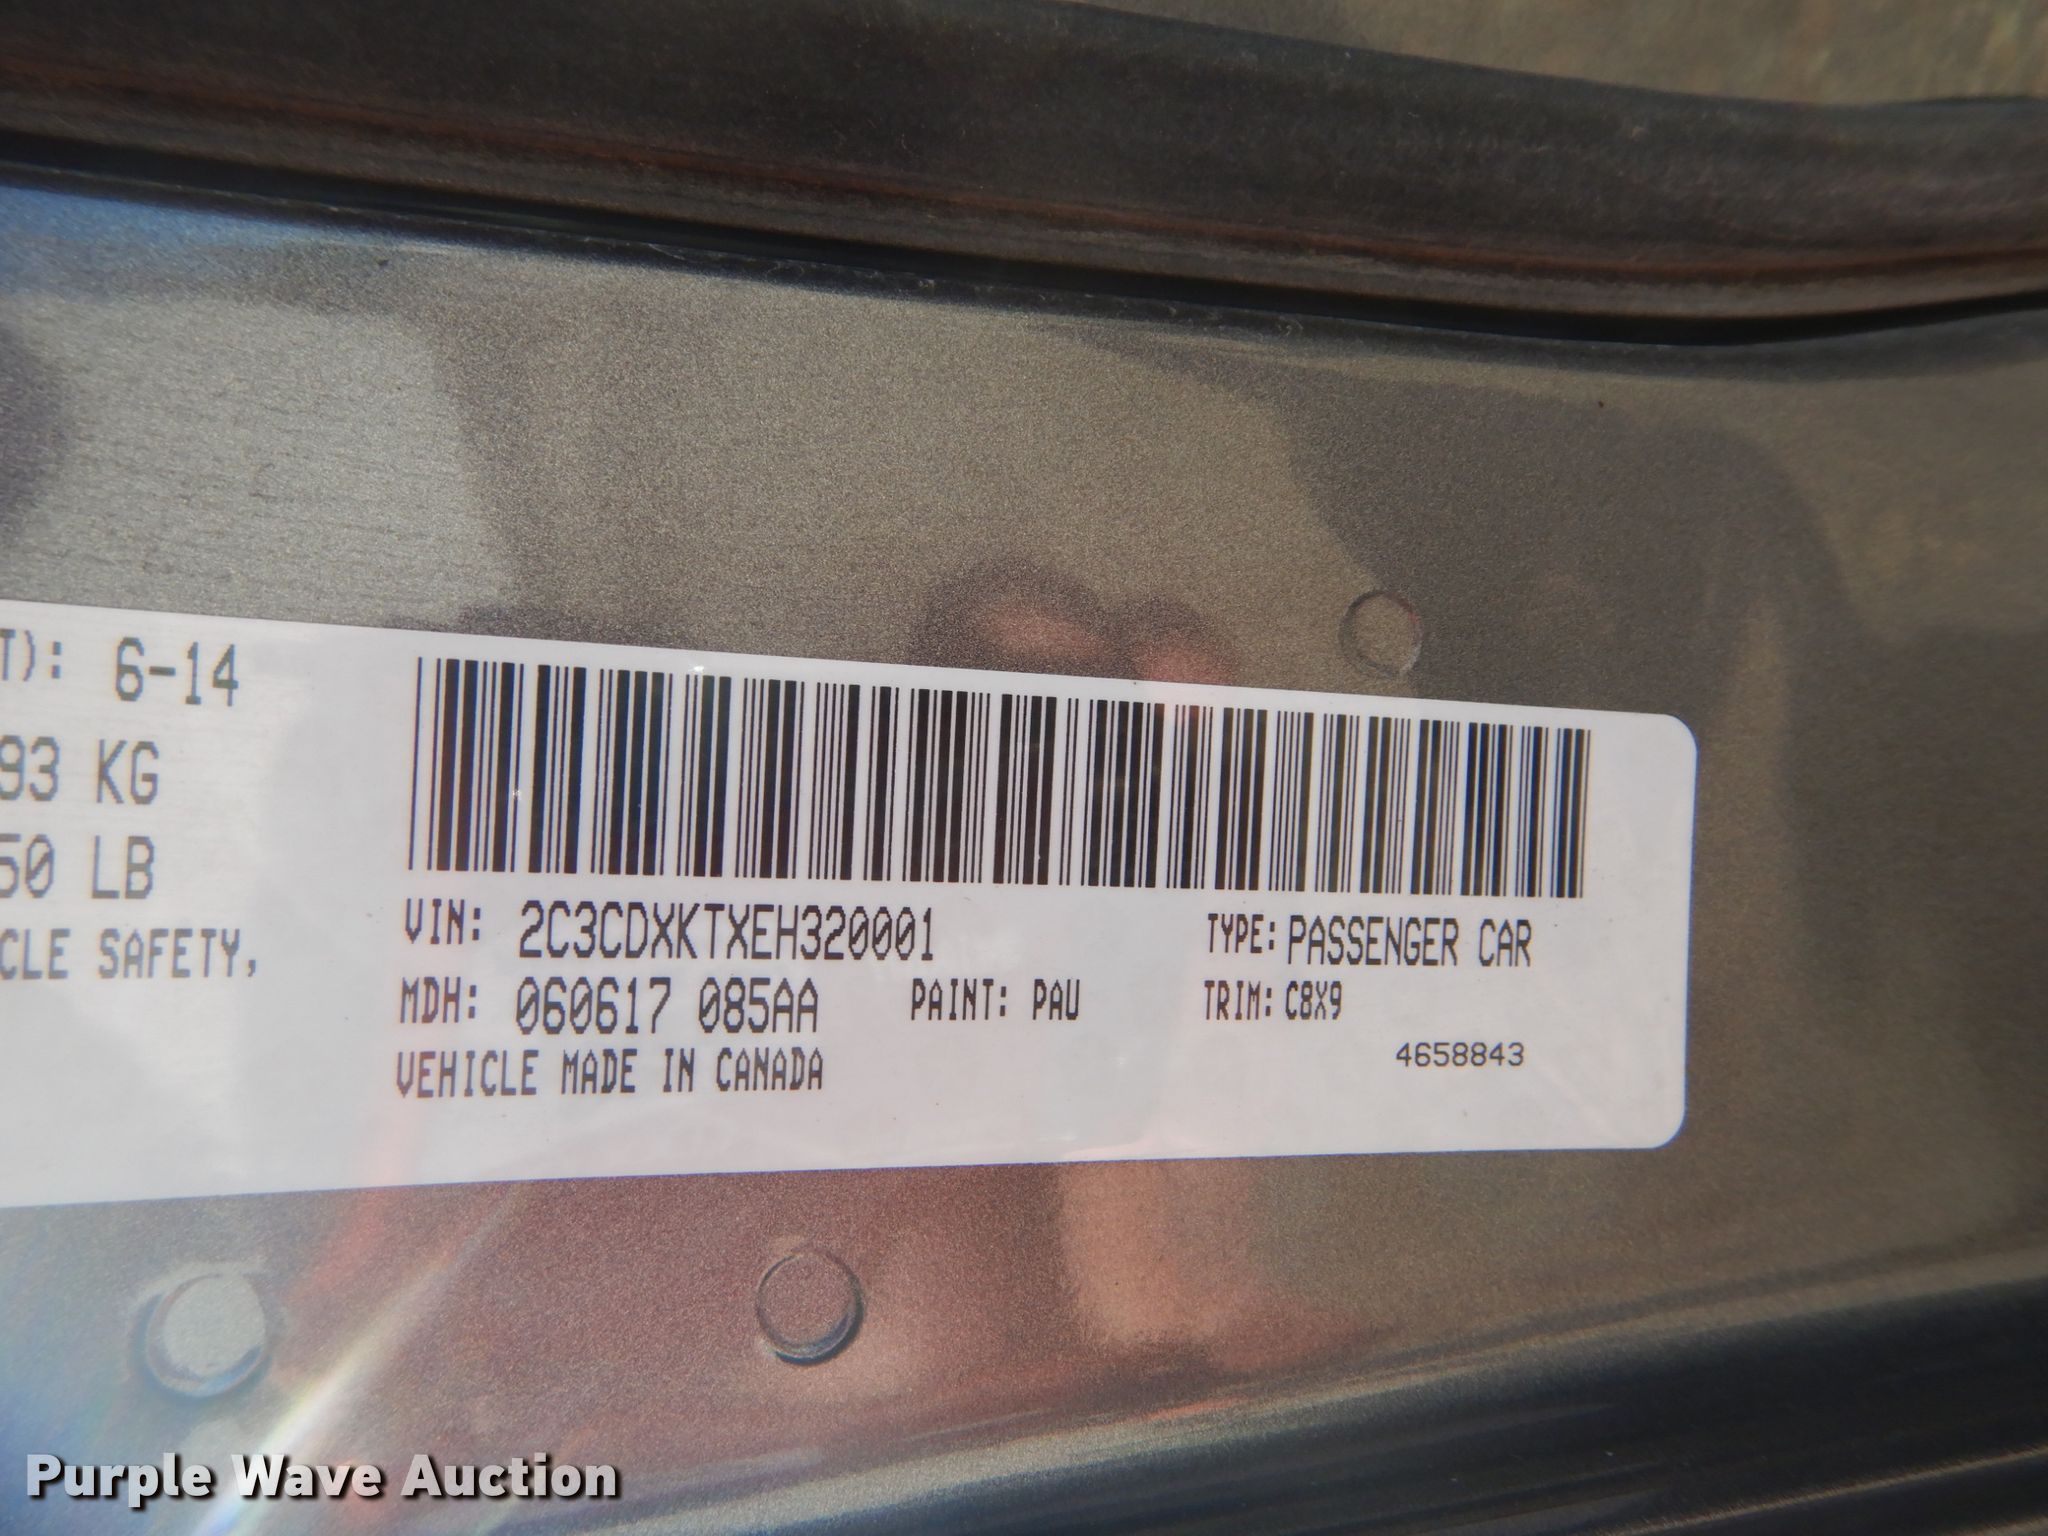 T): 6-14
93 KG
50 LB
CLE SAFETY,
VIN: 2C3CDXKTXEH320001 TYPE: PASSENGER CAR
MDH: 060617 085AA PAINT: PAU TRIM: C8X9
VEHICLE MADE IN CANADA 4658843
Purple Wave Auction